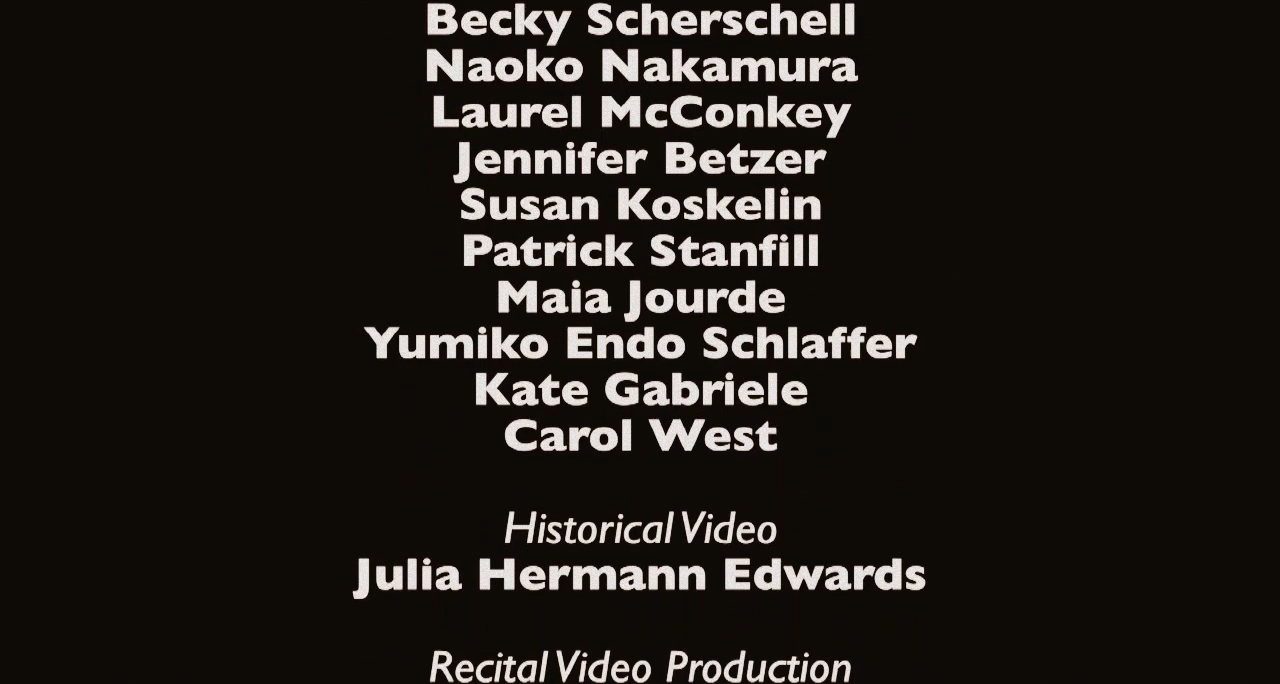 Becky Scherschell
Naoko Nakamura
Laurel McConkey
Jennifer Betzer
Susan Koskelin
Patrick Stanfill
Maia Jourde
Yumiko Endo Schlaffer
Kate Gabriele
Carol West
Historical Video
Julia Hermann Edwards
Recital Video Production